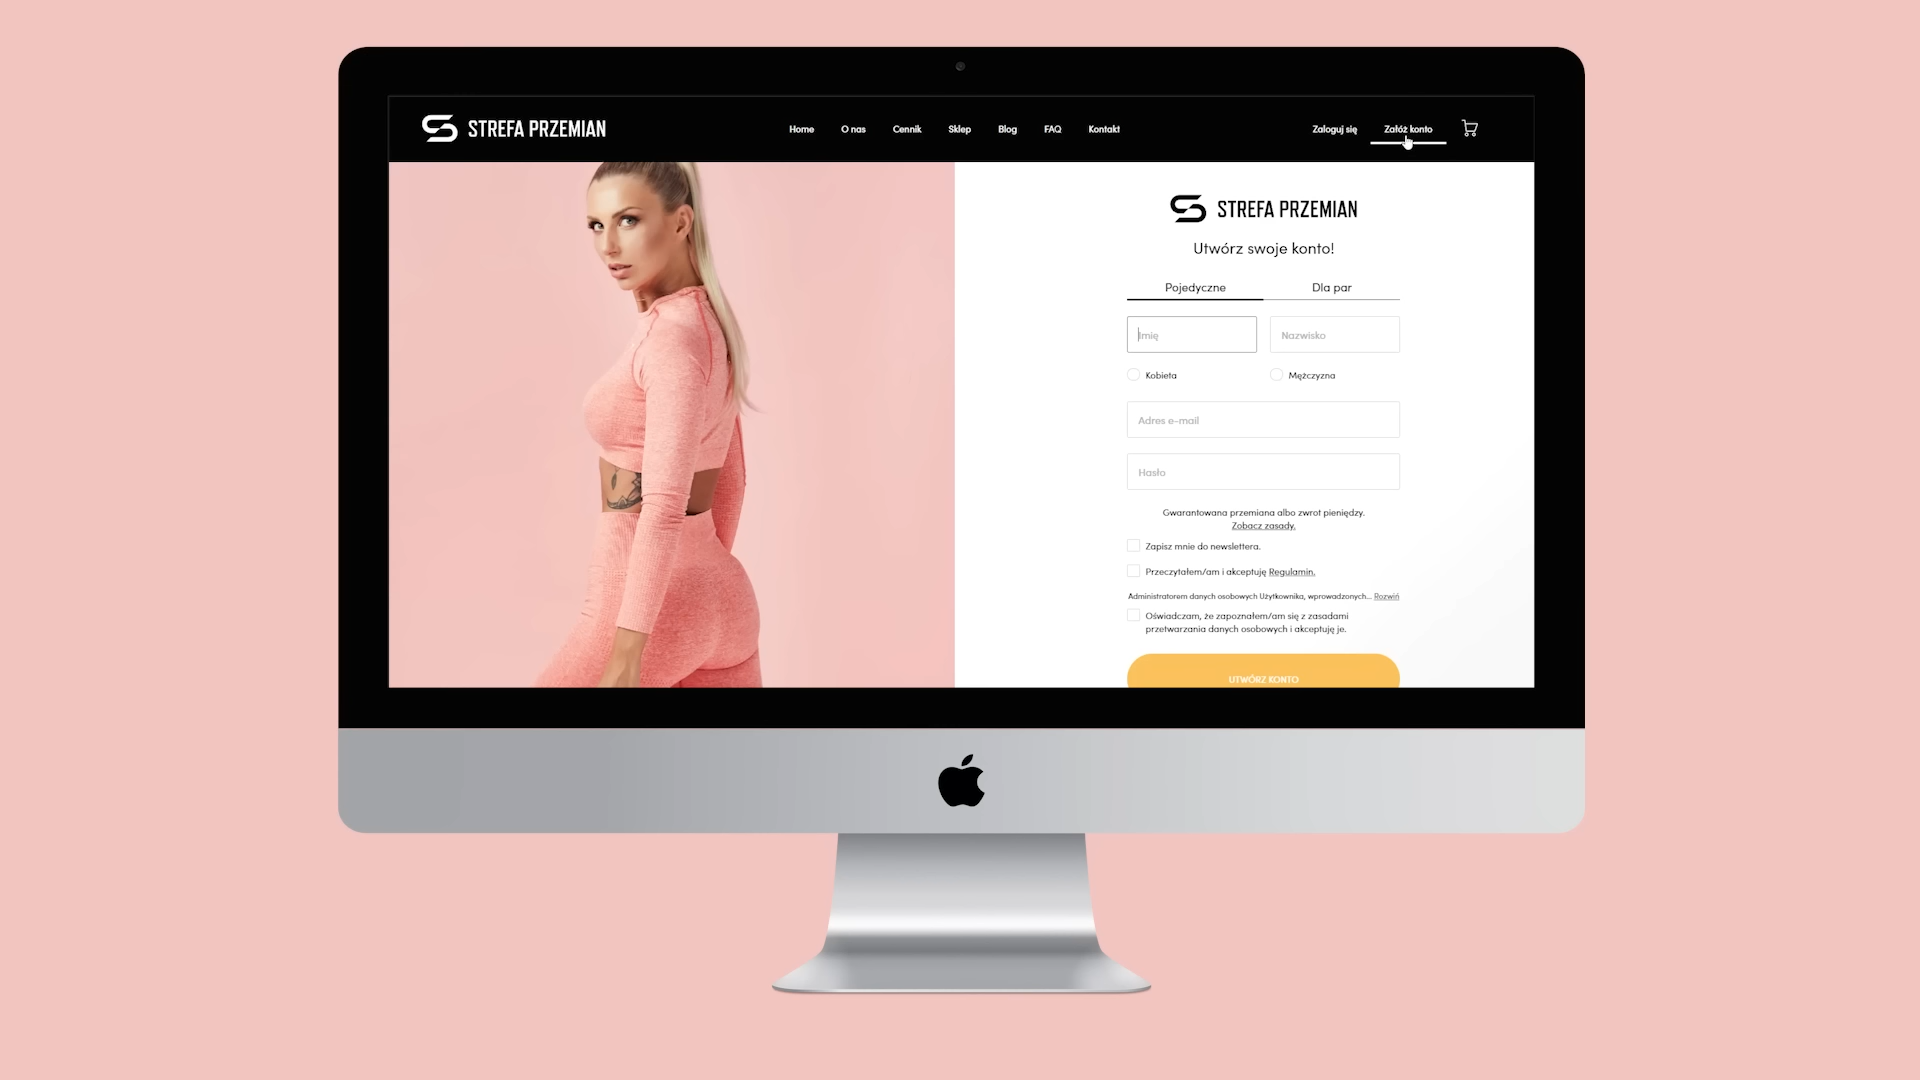 STREFA PRZEMIAN
Home O nas Cennik Sklep Blog FAQ Kontakt
Zaloguj się Załóż konto
STREFA PRZEMIAN
Utwórz swoje konto!
Pojedyczne Dla par
Imię Nazwisko
Kobieta Mężczyzna
Adres e-mail
Hasło
Gwarantowana przemiana albo zwrot pieniędzy.
Zobacz zasady.
Zapisz mnie do newslettera.
Przeczytałem/am i akceptuję Regulamin.
Administratorem danych osobowych Użytkownika, wprowadzonych... Rozwiń
Oświadczam, że zapoznałem/am się z zasadami
przetwarzania danych osobowych i akceptuję je.
UTWÓRZ KONTO